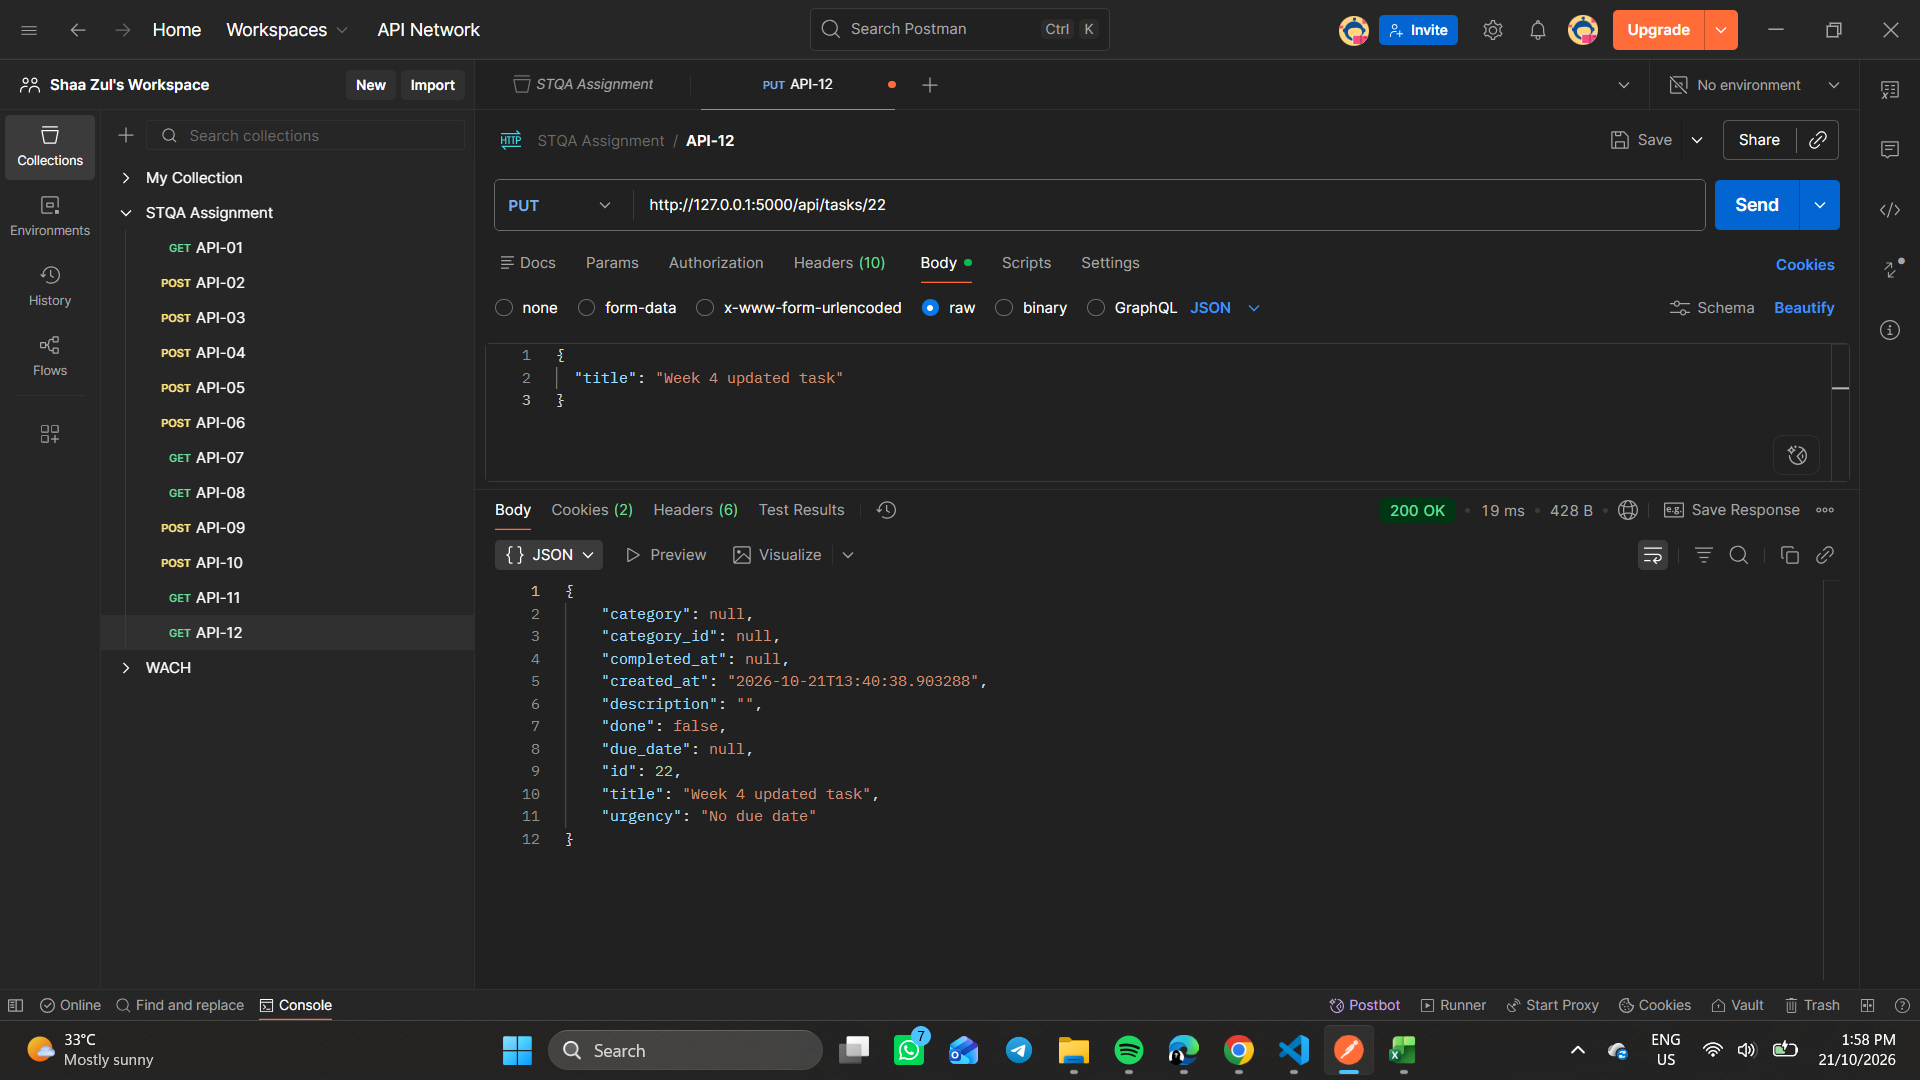 Home Workspaces API Network
Search Postman Ctrl K
Invite
Upgrade
Shaa Zul's Workspace New Import
STQA Assignment
PUT API-12
No environment
Collections
Environments
History
Flows
Search collections
My Collection
STQA Assignment
GET API-01
POST API-02
POST API-03
POST API-04
POST API-05
POST API-06
GET API-07
GET API-08
POST API-09
POST API-10
GET API-11
GET API-12
WACH
HTTP STQA Assignment / API-12
Save Share
PUT http://127.0.0.1:5000/api/tasks/22
Send
Docs Params Authorization Headers (10) Body Scripts Settings
Cookies
none form-data x-www-form-urlencoded raw binary GraphQL JSON
Schema Beautify
1 {
2 "title": "Week 4 updated task"
3 }
Body Cookies (2) Headers (6) Test Results
200 OK • 19 ms • 428 B • e.g. Save Response
{} JSON Preview Visualize
1 {
2 "category": null,
3 "category_id": null,
4 "completed_at": null,
5 "created_at": "2026-10-21T13:40:38.903288",
6 "description": "",
7 "done": false,
8 "due_date": null,
9 "id": 22,
10 "title": "Week 4 updated task",
11 "urgency": "No due date"
12 }
Online Find and replace Console
Postbot Runner Start Proxy Cookies Vault Trash
33°C
Mostly sunny
Search
7
ENG
US
1:58 PM
21/10/2026